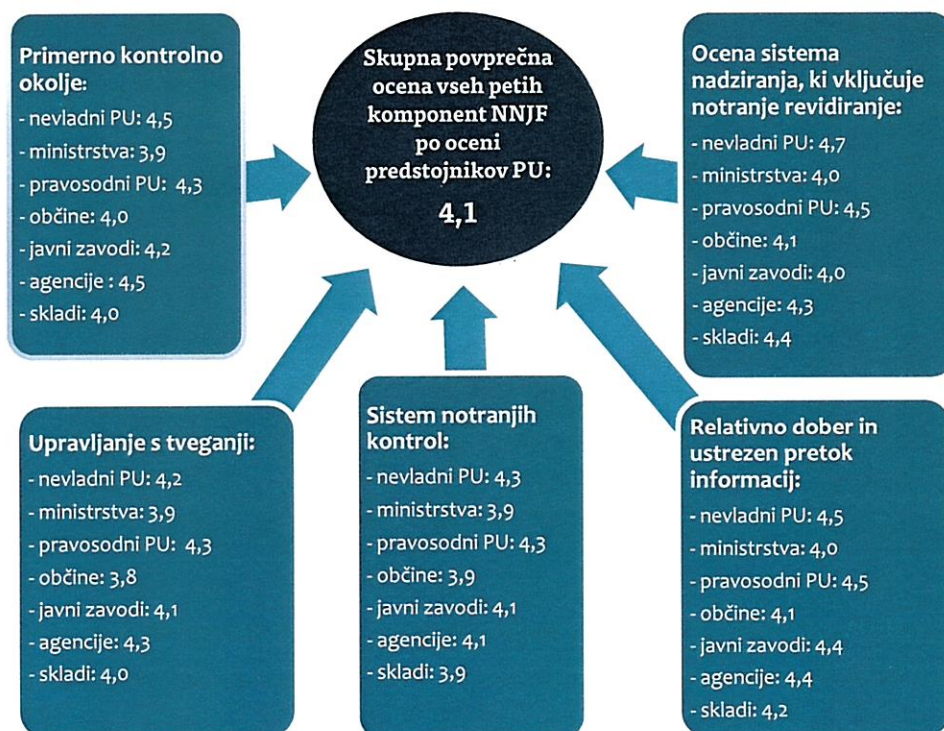 Primerno kontrolno
okolje:
- nevladni PU: 4,5
- ministrstva: 3,9
- pravosodni PU: 4,3
- občine: 4,0
- javni zavodi: 4,2
- agencije : 4,5
- skladi: 4,0
Skupna povprečna
ocena vseh petih
komponent NNJF
po oceni
predstojnikov PU:
4,1
Ocena sistema
nadziranja, ki vključuje
notranje revidiranje:
- nevladni PU: 4,7
- ministrstva: 4,0
- pravosodni PU: 4,5
- občine: 4,1
- javni zavodi: 4,0
- agencije: 4,3
- skladi: 4,4
Upravljanje s tveganji:
- nevladni PU: 4,2
- ministrstva: 3,9
- pravosodni PU: 4,3
- občine: 3,8
- javni zavodi: 4,1
- agencije: 4,3
- skladi: 4,0
Sistem notranjih
kontrol:
- nevladni PU: 4,3
- ministrstva: 3,9
- pravosodni PU: 4,3
- občine: 3,9
- javni zavodi: 4,1
- agencije: 4,1
- skladi: 3,9
Relativno dober in
ustrezen pretok
informacij:
- nevladni PU: 4,5
- ministrstva: 4,0
- pravosodni PU: 4,5
- občine: 4,1
- javni zavodi: 4,4
- agencije: 4,4
- skladi: 4,2